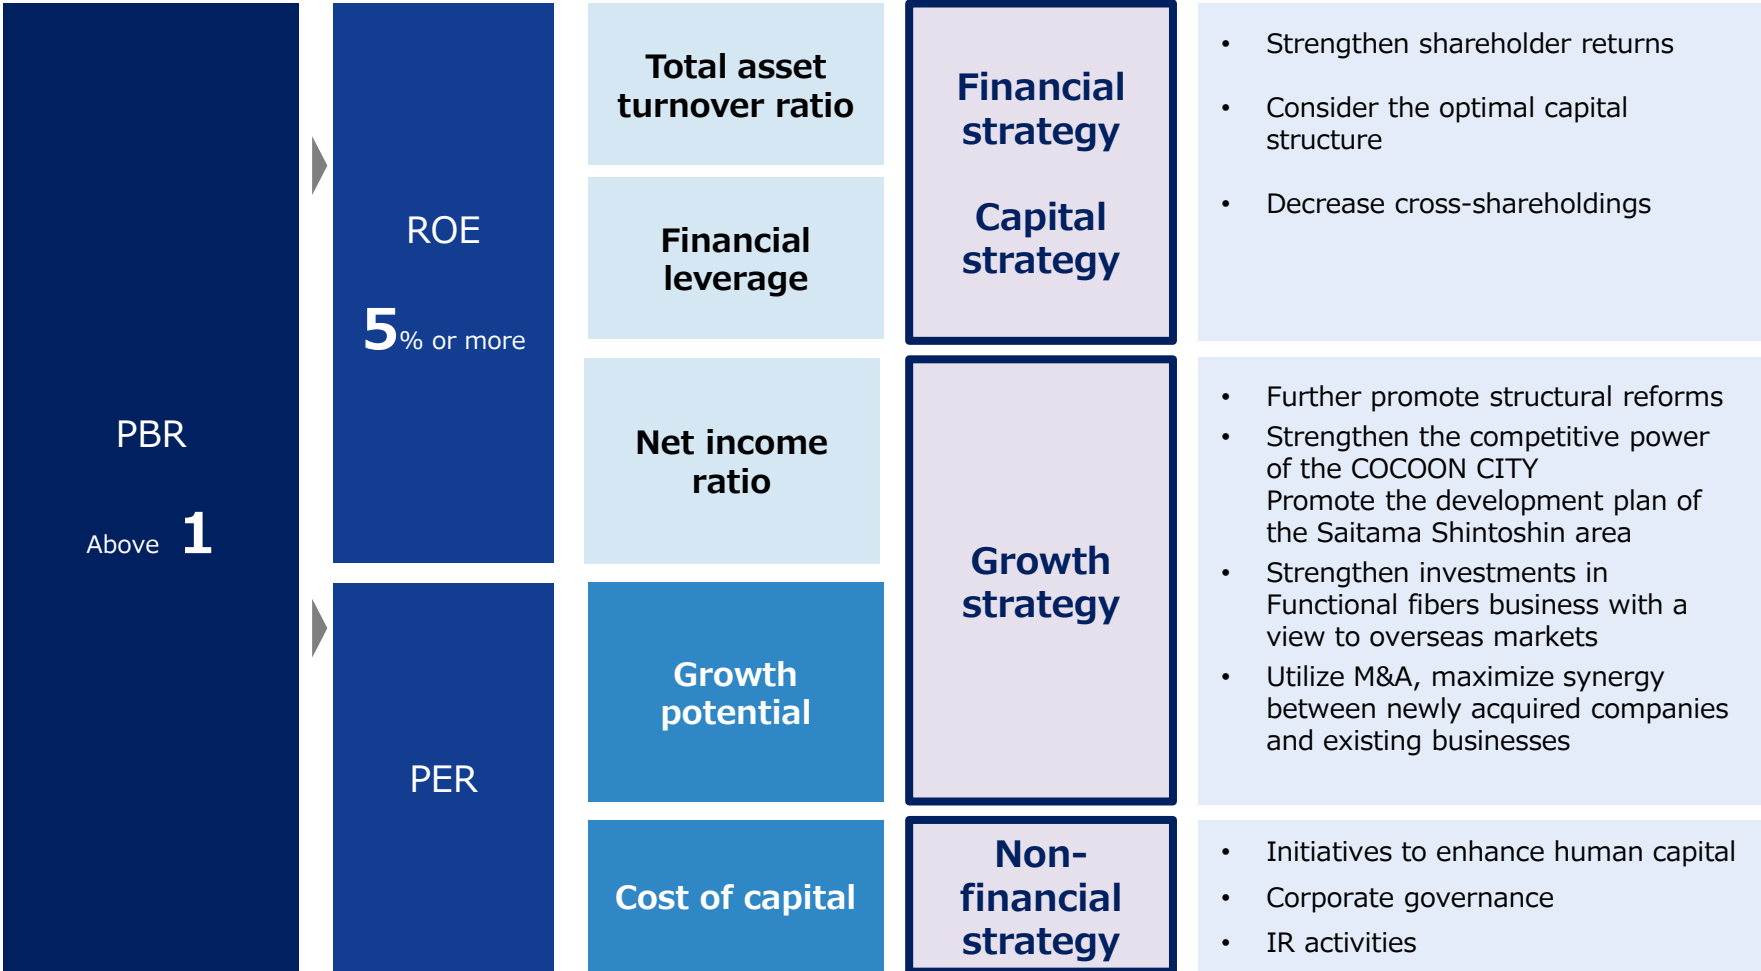 PBR
Above 1
ROE
5% or more
PER
Total asset
turnover ratio
Financial
leverage
Net income
ratio
Growth
potential
Cost of capital
Financial
strategy
Capital
strategy
Growth
strategy
Non-
financial
strategy
• Strengthen shareholder returns
• Consider the optimal capital
structure
• Decrease cross-shareholdings
• Further promote structural reforms
• Strengthen the competitive power
of the COCOON CITY
Promote the development plan of
the Saitama Shintoshin area
• Strengthen investments in
Functional fibers business with a
view to overseas markets
• Utilize M&A, maximize synergy
between newly acquired companies
and existing businesses
• Initiatives to enhance human capital
• Corporate governance
• IR activities